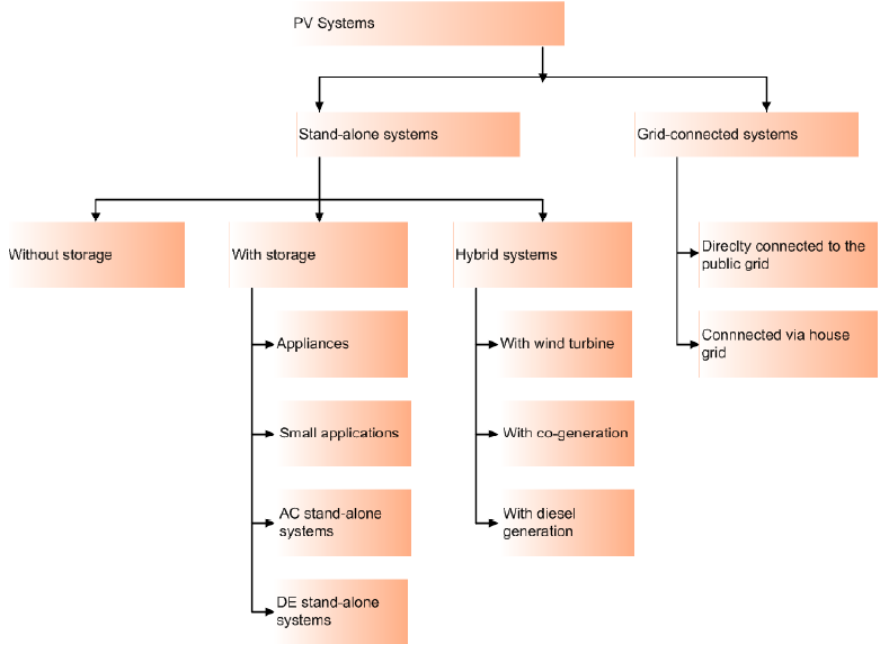 PV Systems
Stand-alone systems
Grid-connected systems
Without storage
With storage
Hybrid systems
Direclty connected to the
public grid
Appliances
With wind turbine
Connnected via house
grid
Small applications
With co-generation
AC stand-alone
systems
With diesel
generation
DE stand-alone
systems